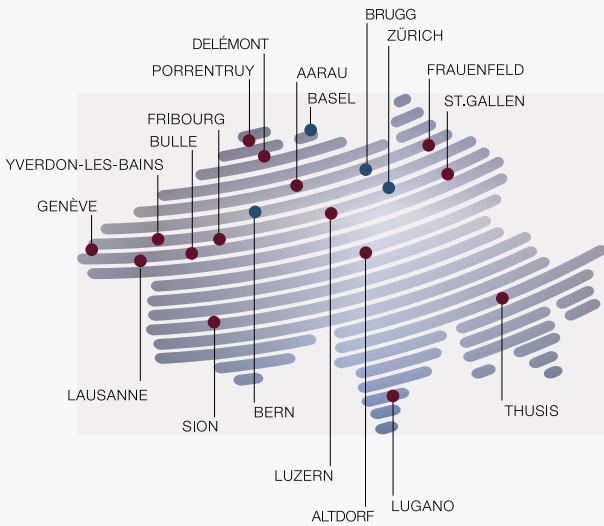 BRUGG
ZÜRICH
DELÉMONT
PORRENTRUY
AARAU
FRAUENFELD
BASEL
ST.GALLEN
FRIBOURG
BULLE
YVERDON-LES-BAINS
GENÈVE
LAUSANNE
SION
BERN
THUSIS
LUZERN
LUGANO
ALTDORF